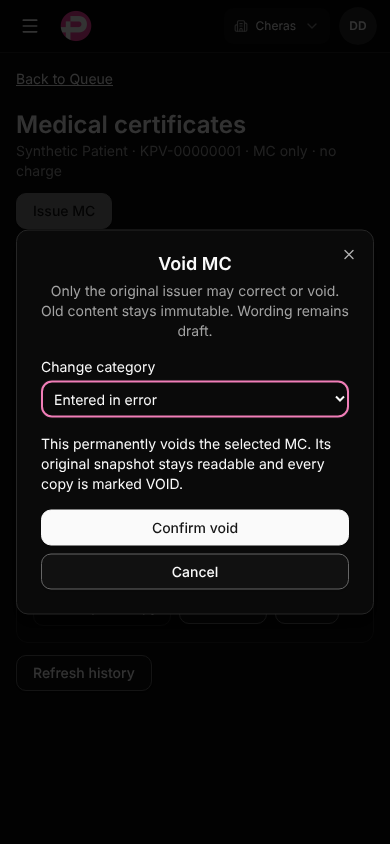 Cheras
DD
Back to Queue
Medical certificates
Synthetic Patient · KPV-00000001 · MC only · no
charge
Issue MC
Void MC
Only the original issuer may correct or void.
Old content stays immutable. Wording remains
draft.
Change category
Entered in error
This permanently voids the selected MC. Its
original snapshot stays readable and every
copy is marked VOID.
Confirm void
Cancel
Refresh history